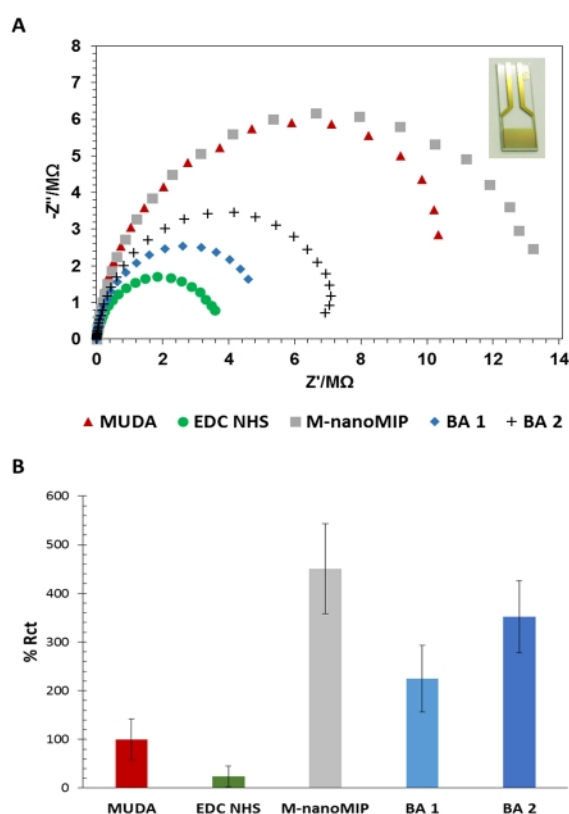 A
8
7
6
5
4
3
2
1
0
-Z"/MΩ
0 2 4 6 8 10 12 14
Z'/MΩ
MUDA EDC NHS M-nanoMIP BA 1 BA 2
B
600
500
400
300
200
100
0
% Rct
MUDA EDC NHS M-nanoMIP BA 1 BA 2